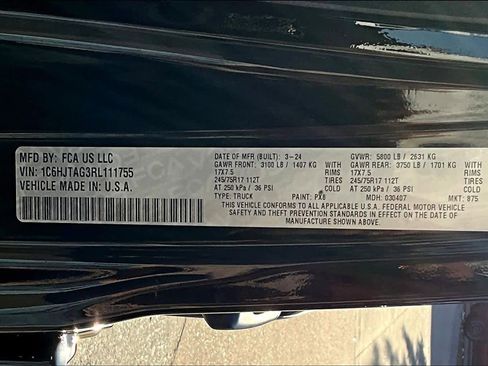 MFD BY: FCA US LLC
VIN: 1C6HJTAG3RL111755
VEHICLE MADE IN U.S.A.
DATE OF MFR (BUILT): 3-24 GVWR: 5800 LB / 2631 KG
GAWR FRONT: 3100 LB / 1407 KG WITH GAWR REAR: 3750 LB / 1701 KG WITH
17X7.5 RIMS 17X7.5 RIMS
245/75R17 112T TIRES 245/75R17 112T TIRES
AT 250 kPa / 36 PSI COLD AT 250 kPa / 36 PSI COLD
TYPE: TRUCK PAINT: PX8 MDH: 030407 MKT: 875
THIS VEHICLE CONFORMS TO ALL APPLICABLE U.S.A. FEDERAL MOTOR VEHICLE
SAFETY AND THEFT PREVENTION STANDARDS IN EFFECT ON THE DATE OF
MANUFACTURE SHOWN ABOVE.